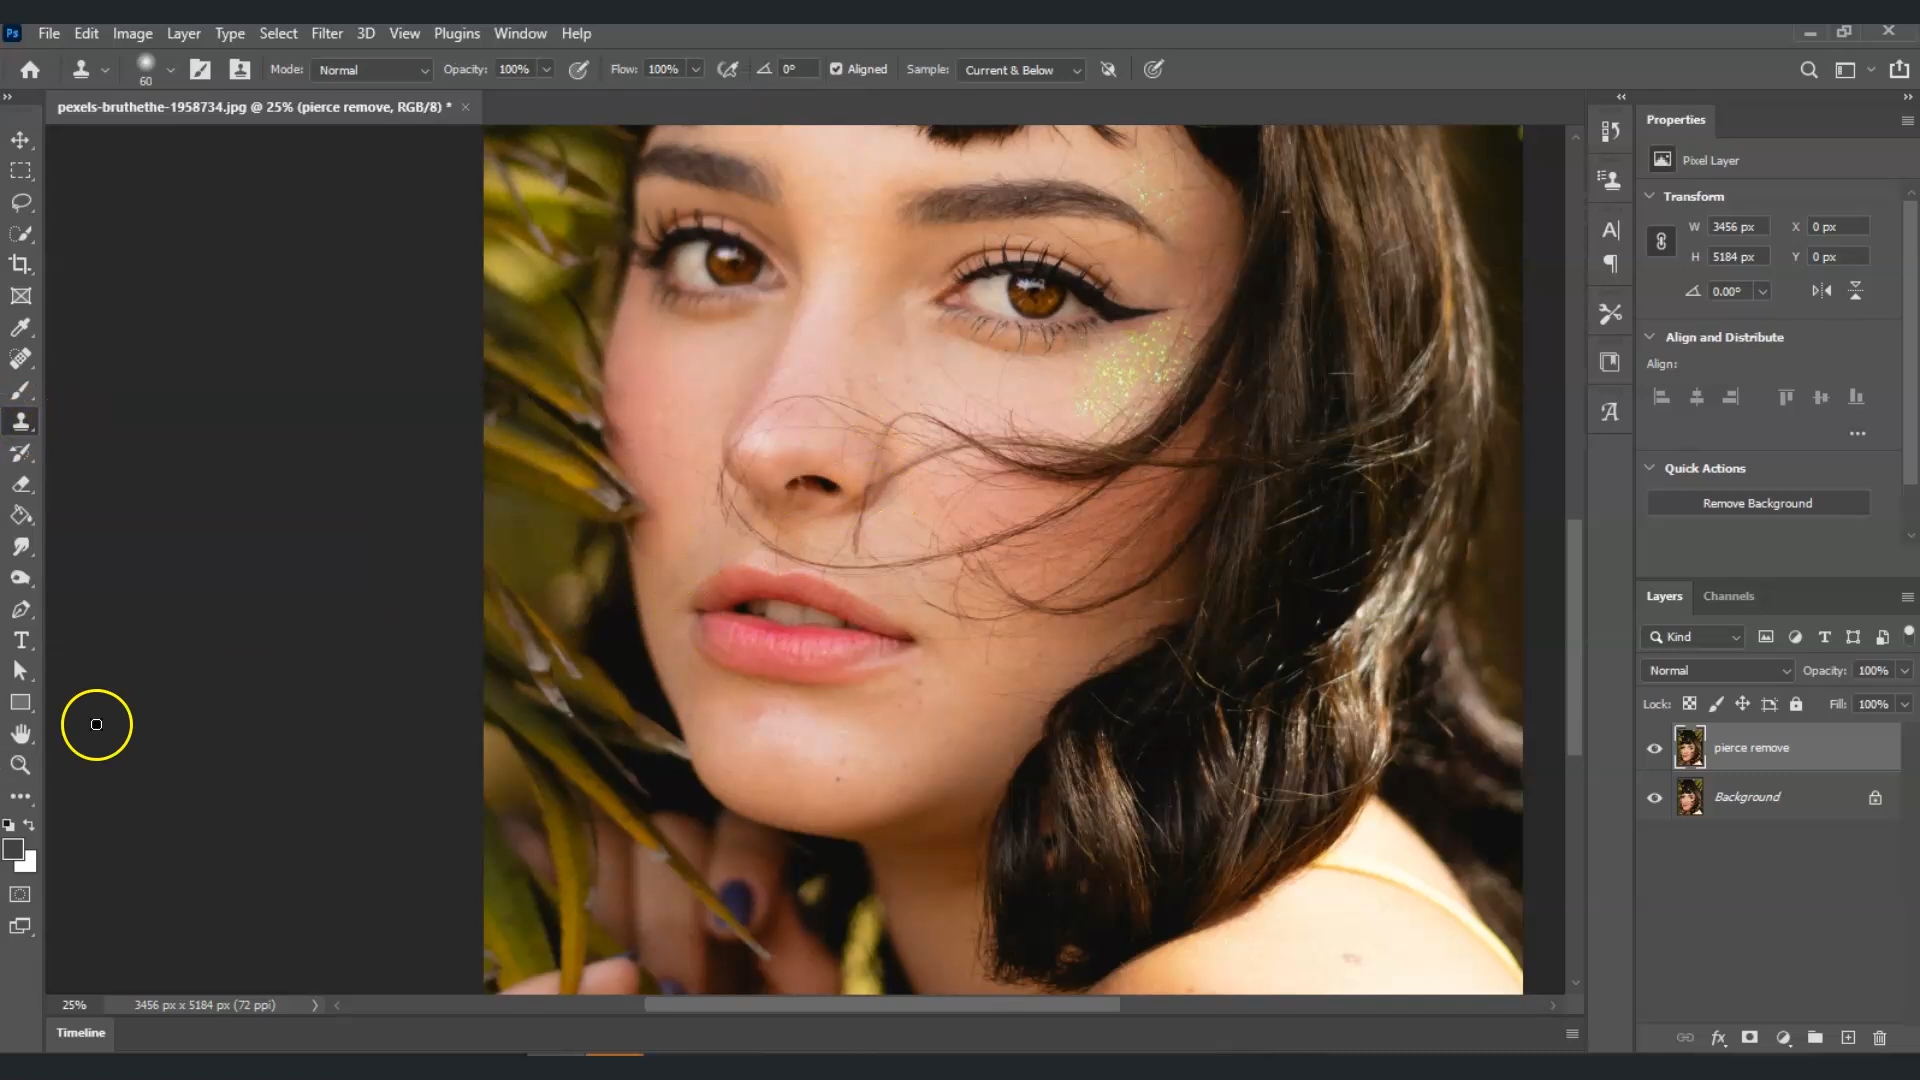 Ps File Edit Image Layer Type Select Filter 3D View Plugins Window Help
60 Mode: Normal Opacity: 100% Flow: 100% 0° Aligned Sample: Current & Below
pexels-bruthethe-1958734.jpg @ 25% (pierce remove, RGB/8) *
Properties
Pixel Layer
Transform
W 3456 px X 0 px
H 5184 px Y 0 px
0.00°
Align and Distribute
Align:
Quick Actions
Remove Background
Layers Channels
Kind
Normal Opacity: 100%
Lock: Fill: 100%
pierce remove
Background
25% 3456 px x 5184 px (72 ppi)
Timeline